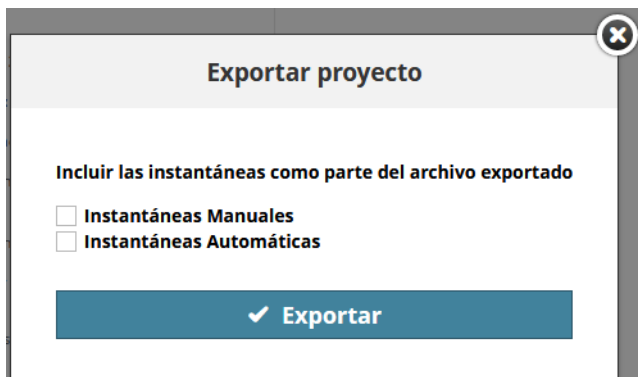 Exportar proyecto
Incluir las instantáneas como parte del archivo exportado
Instantáneas Manuales
Instantáneas Automáticas
Exportar